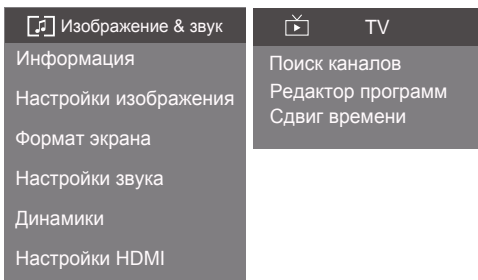 Изображение & звук
Информация
Настройки изображения
Формат экрана
Настройки звука
Динамики
Настройки HDMI
TV
Поиск каналов
Редактор программ
Сдвиг времени